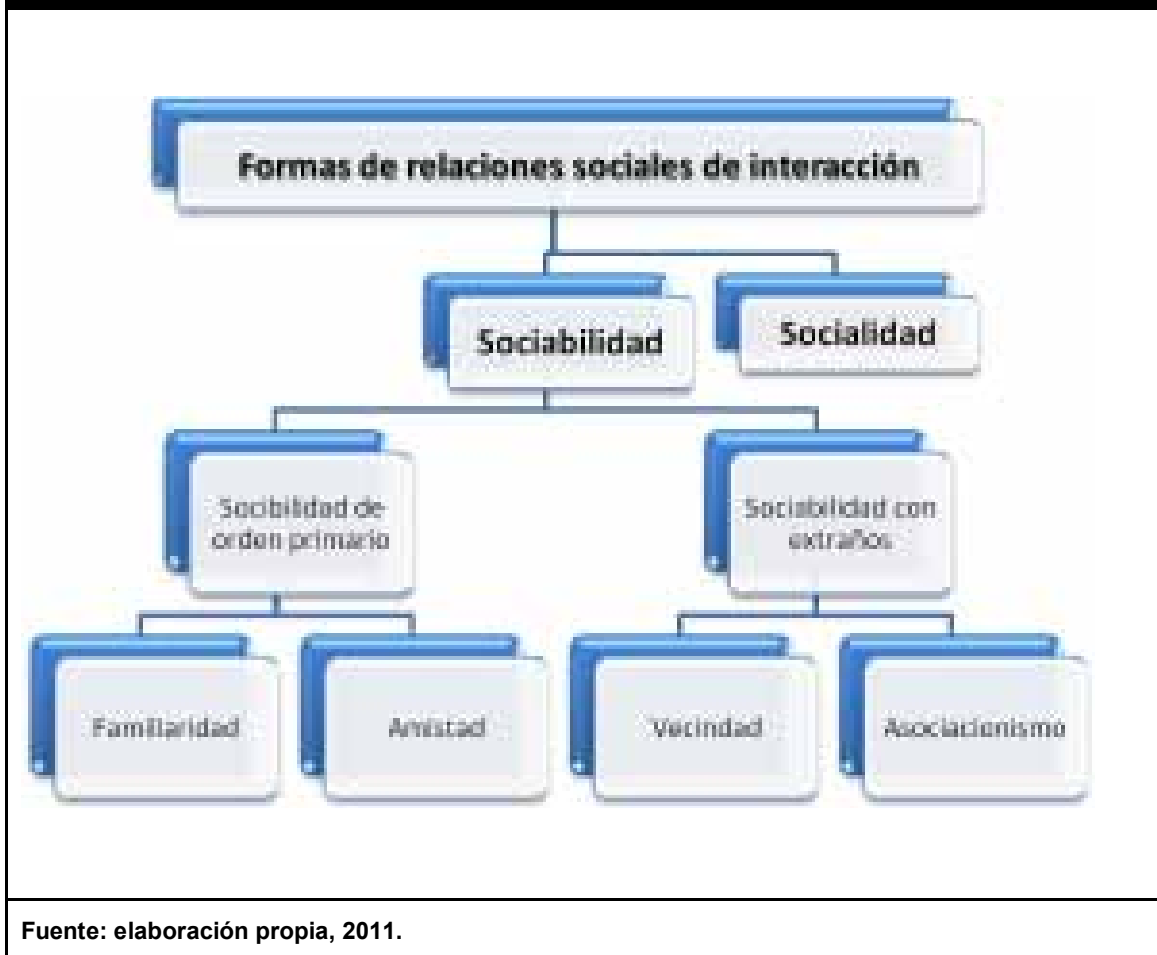 Formas de relaciones sociales de interacción
Sociabilidad
Socialidad
Socibilidad de
orden primario
Sociabilidad con
extraños
Familiaridad
Amistad
Vecindad
Asociacionismo
Fuente: elaboración propia, 2011.